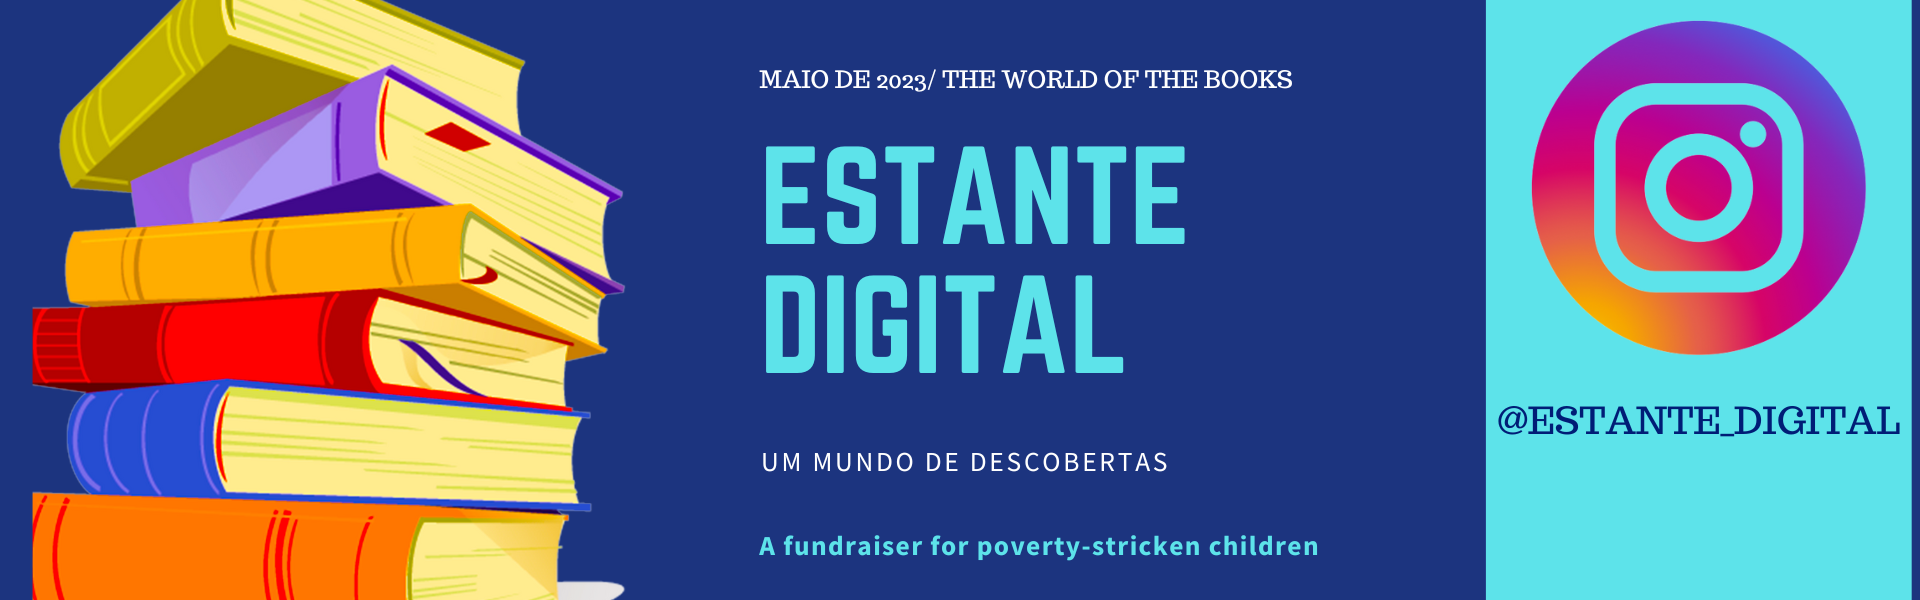 MAIO DE 2023/ THE WORLD OF THE BOOKS
ESTANTE
DIGITAL
UM MUNDO DE DESCOBERTAS
A fundraiser for poverty-stricken children
@ESTANTE_DIGITAL